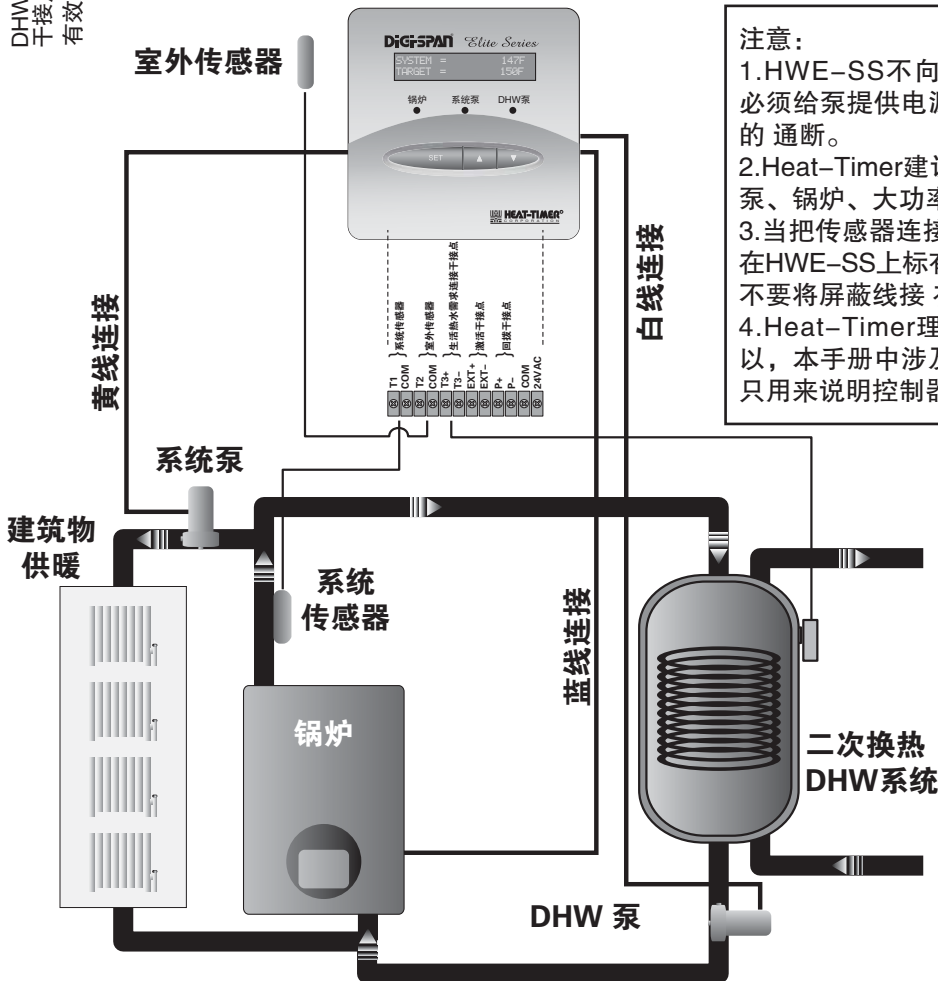 DHW
干接
有效
室外传感器
DiGi-SPAN Elite Series
SYSTEM = 147F
TARGET = 150F
锅炉 系统泵 DHW泵
SET
HEAT-TIMER®
CORPORATION
注意：
1.HWE-SS不向
必须给泵提供电源
的 通断。
2.Heat-Timer建
泵、锅炉、大功率
3.当把传感器连接
在HWE-SS上标有
不要将屏蔽线接
4.Heat-Timer理
以，本手册中涉及
只用来说明控制器
黄线连接
白线连接
系统传感器
室外传感器
生活热水需求连接干接点
激活干接点
回拨干接点
T1
COM
T2
COM
T3+
T3-
EXT+
EXT-
P+
P-
COM
24VAC
系统泵
建筑物
供暖
系统
传感器
蓝线连接
锅炉
二次换热
DHW系统
DHW 泵